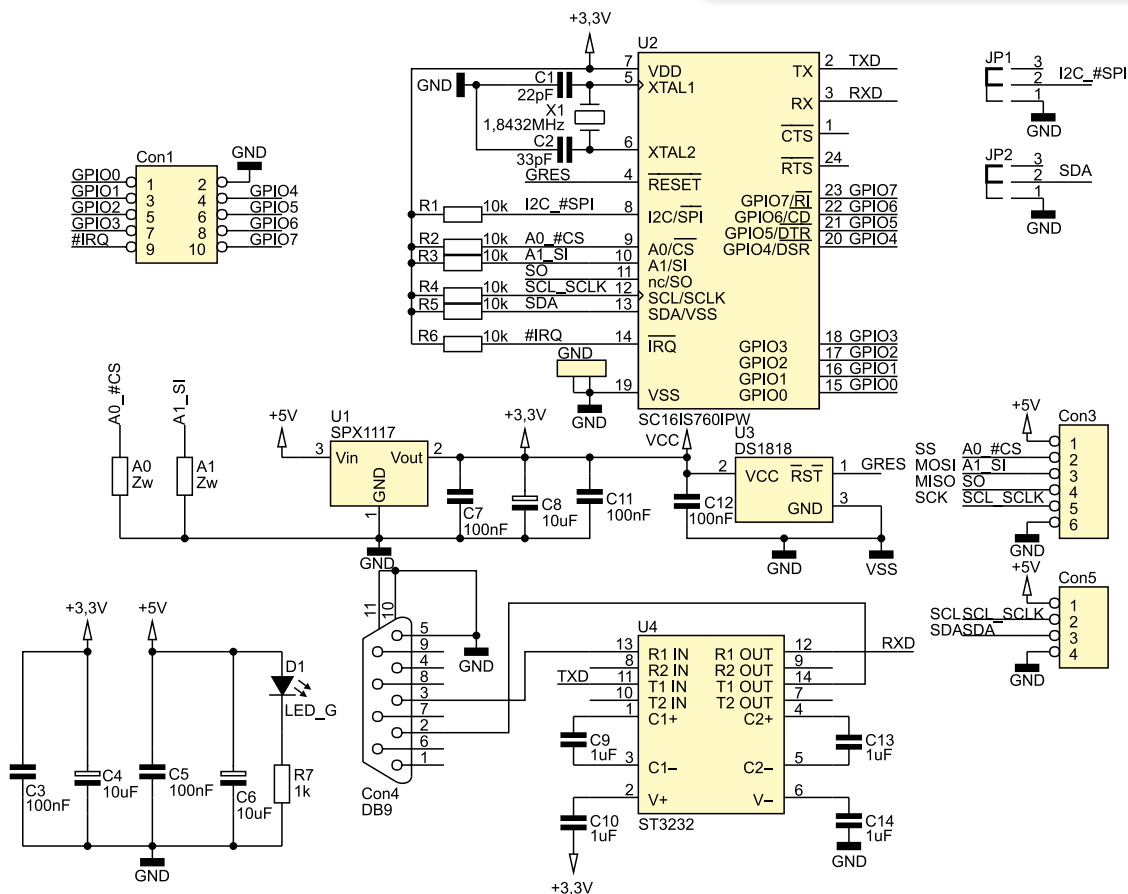 +3,3V
U2
7 VDD
5 XTAL1
GND
C1
22pF
X1
1,8432MHz
C2
33pF
6 XTAL2
GRES 4 RESET
R1 10k I2C_#SPI 8 I2C/SPI
R2 10k A0_#CS 9 A0/CS
R3 10k A1_SI 10 A1/SI
SO 11 nc/SO
R4 10k SCL_SCLK 12 SCL/SCLK
R5 10k SDA 13 SDA/VSS
R6 10k #IRQ 14 IRQ
GND
19 VSS
GND
TX 2 TXD
RX 3 RXD
CTS 1
RTS 24
GPIO7/RI 23 GPIO7
GPIO6/CD 22 GPIO6
GPIO5/DTR 21 GPIO5
GPIO4/DSR 20 GPIO4
GPIO3 18 GPIO3
GPIO2 17 GPIO2
GPIO1 16 GPIO1
GPIO0 15 GPIO0
SC16IS760IPW
JP1
3
2 I2C_#SPI
1
GND
JP2
3
2 SDA
1
GND
Con1
GND
GPIO0 1 2
GPIO1 3 4 GPIO4
GPIO2 5 6 GPIO5
GPIO3 7 8 GPIO6
#IRQ 9 10 GPIO7
A0_#CS
A0
Zw
A1_SI
A1
Zw
+5V
U1
SPX1117
3 Vin Vout 2
GND
1
GND
+3,3V
C7
100nF
C8
10uF
C11
100nF
VCC
C12
100nF
U3
DS1818
2 VCC RST 1 GRES
GND 3
GND
VSS
+5V
Con3
1
SS A0_#CS 2
MOSI A1_SI 3
MISO SO 4
SCK SCL_SCLK 5
6
GND
+5V
Con5
1
SCL SCL_SCLK 2
SDA SDA 3
4
GND
+3,3V
+5V
C3
100nF
C4
10uF
C5
100nF
C6
10uF
D1
LED_G
R7
1k
GND
11
10
5
9
4
8
3
7
2
6
1
GND
Con4
DB9
U4
13 R1 IN R1 OUT 12 RXD
8 R2 IN R2 OUT 9
TXD 11 T1 IN T1 OUT 14
10 T2 IN T2 OUT 7
1 C1+ C2+ 4
C9
1uF
C13
1uF
3 C1– C2– 5
2 V+ V– 6
C10
1uF
C14
1uF
ST3232
GND
+3.3V